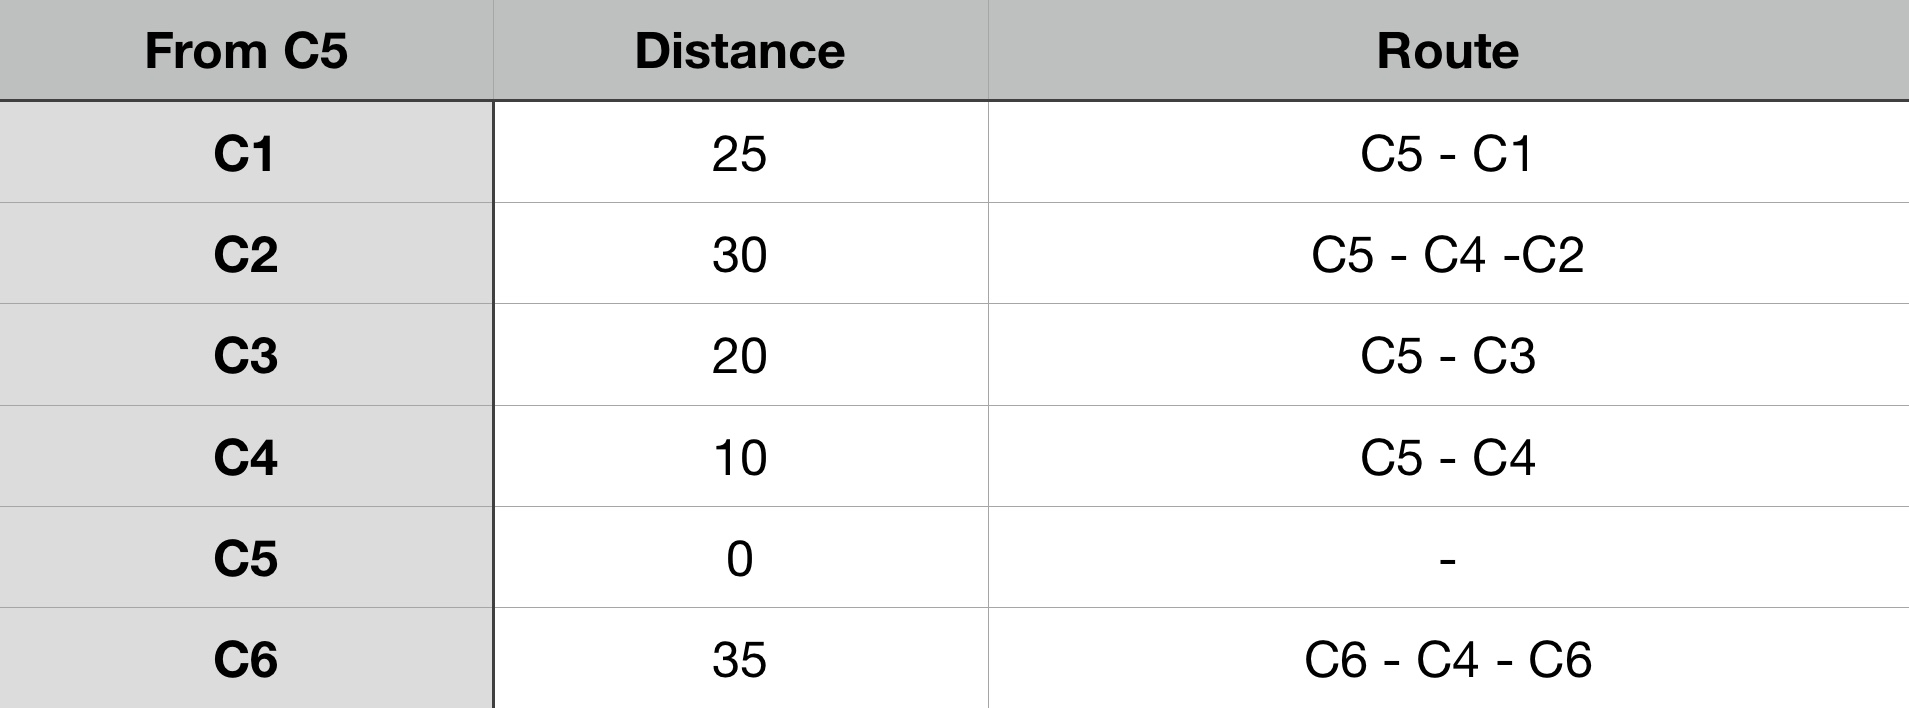 From C5 Distance Route
C1 25 C5 - C1
C2 30 C5 - C4 -C2
C3 20 C5 - C3
C4 10 C5 - C4
C5 0 -
C6 35 C6 - C4 - C6